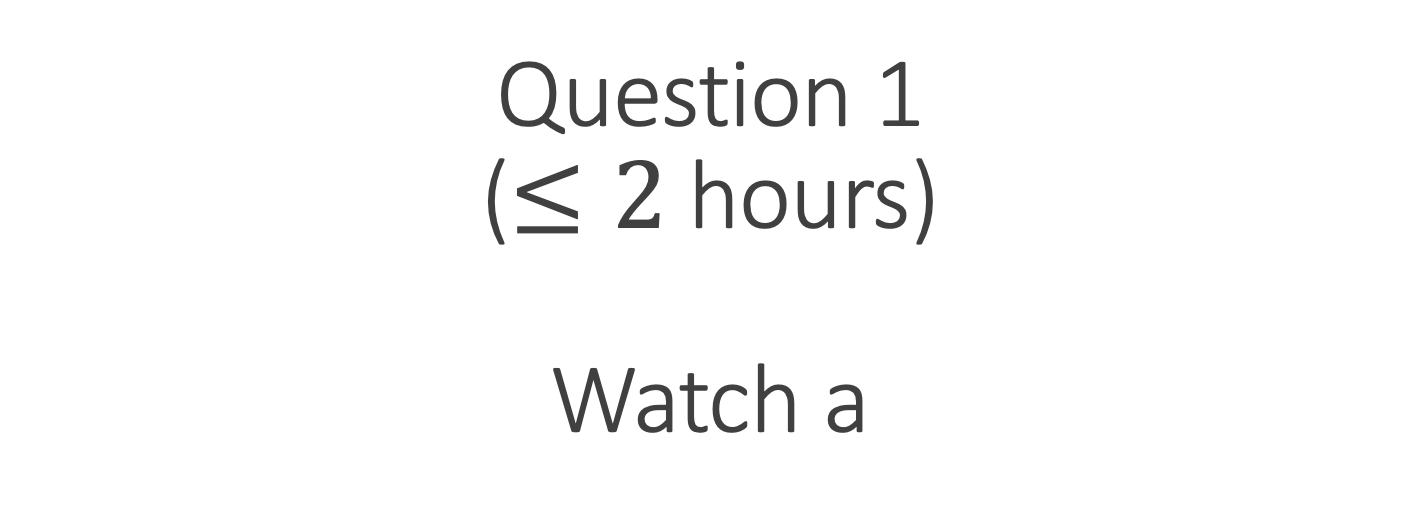 Question 1
(≤ 2 hours)
Watch a